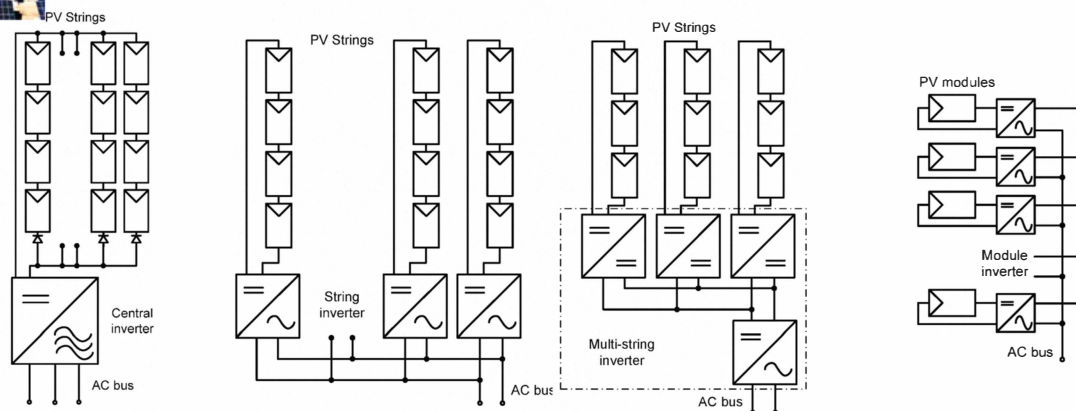 PV Strings
Central
inverter
AC bus
PV Strings
String
inverter
AC bus
PV Strings
Multi-string
inverter
AC bus
PV modules
Module
inverter
AC bus